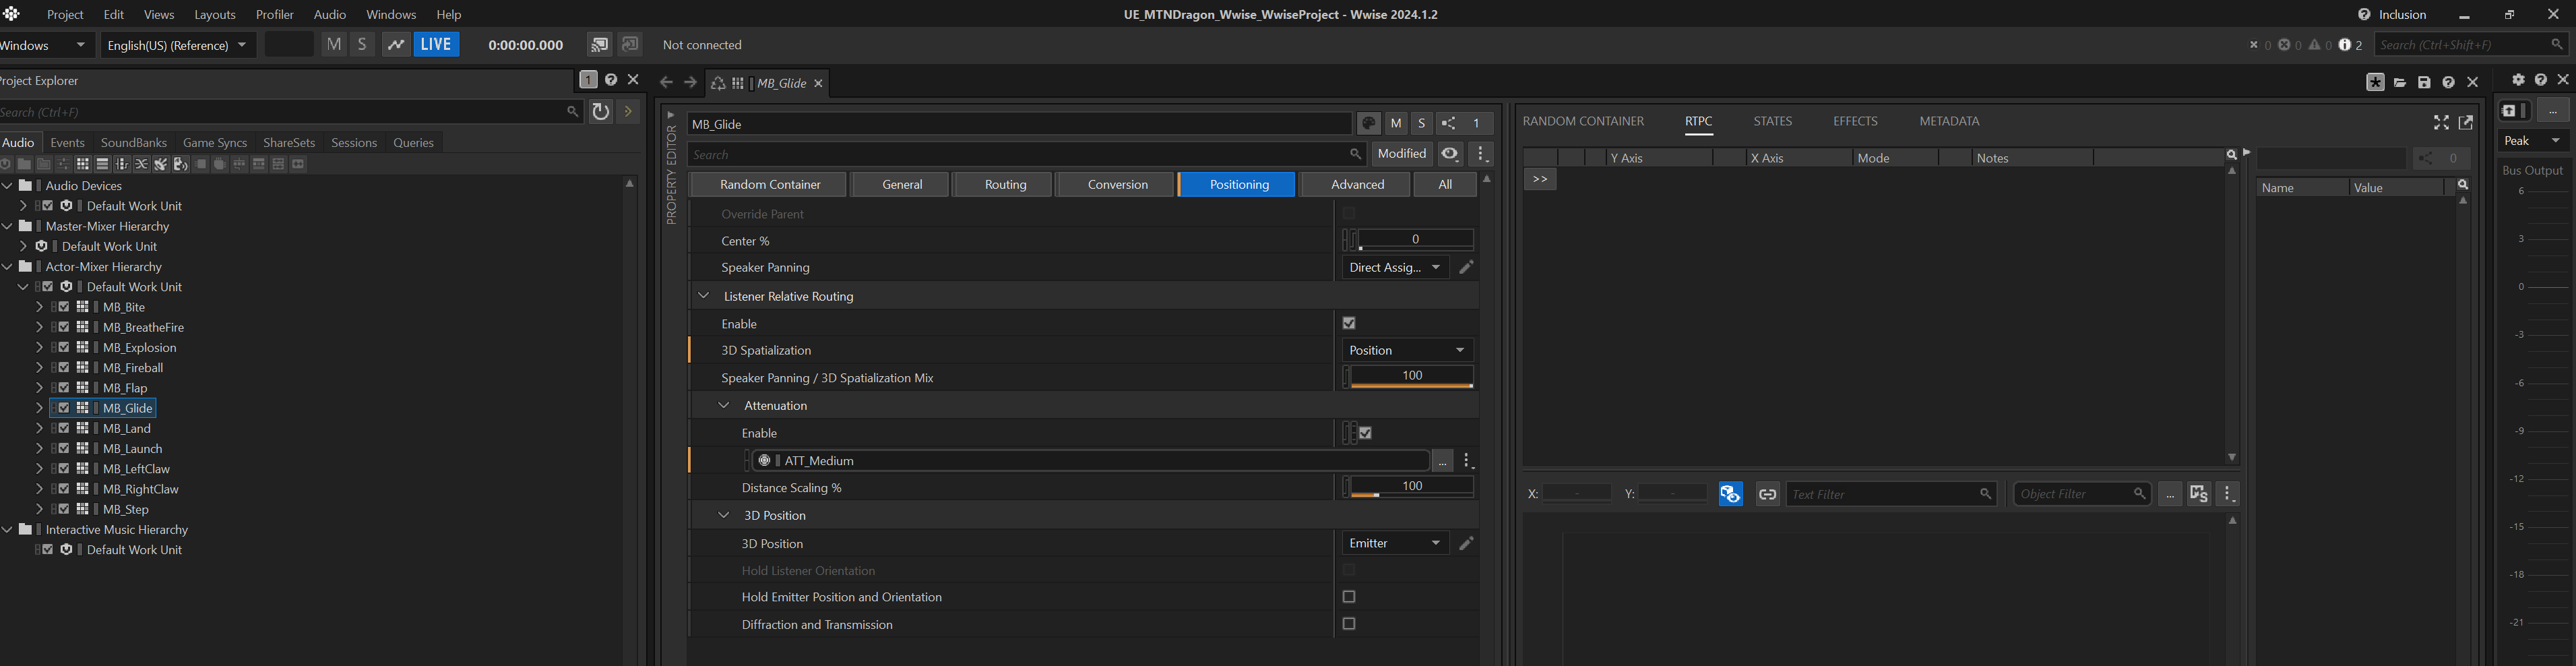 Project Edit Views Layouts Profiler Audio Windows Help
UE_MTNDragon_Wwise_WwiseProject - Wwise 2024.1.2
Inclusion
Windows English(US) (Reference) M S LIVE 0:00:00.000 Not connected
0 0 0 2 Search (Ctrl+Shift+F)
Project Explorer
1
Search (Ctrl+F)
Audio Events SoundBanks Game Syncs ShareSets Sessions Queries
Audio Devices
Default Work Unit
Master-Mixer Hierarchy
Default Work Unit
Actor-Mixer Hierarchy
Default Work Unit
MB_Bite
MB_BreatheFire
MB_Explosion
MB_Fireball
MB_Flap
MB_Glide
MB_Land
MB_Launch
MB_LeftClaw
MB_RightClaw
MB_Step
Interactive Music Hierarchy
Default Work Unit
MB_Glide
PROPERTY EDITOR
MB_Glide M S 1
Search Modified
Random Container General Routing Conversion Positioning Advanced All
Override Parent
Center % 0
Speaker Panning Direct Assig...
Listener Relative Routing
Enable
3D Spatialization Position
Speaker Panning / 3D Spatialization Mix 100
Attenuation
Enable
ATT_Medium ...
Distance Scaling % 100
3D Position
3D Position Emitter
Hold Listener Orientation
Hold Emitter Position and Orientation
Diffraction and Transmission
RANDOM CONTAINER RTPC STATES EFFECTS METADATA
Y Axis X Axis Mode Notes
>>
0
Name Value
X: - Y: - Text Filter Object Filter ... MS
...
Peak
Bus Output
6
3
0
-3
-6
-9
-12
-15
-18
-21